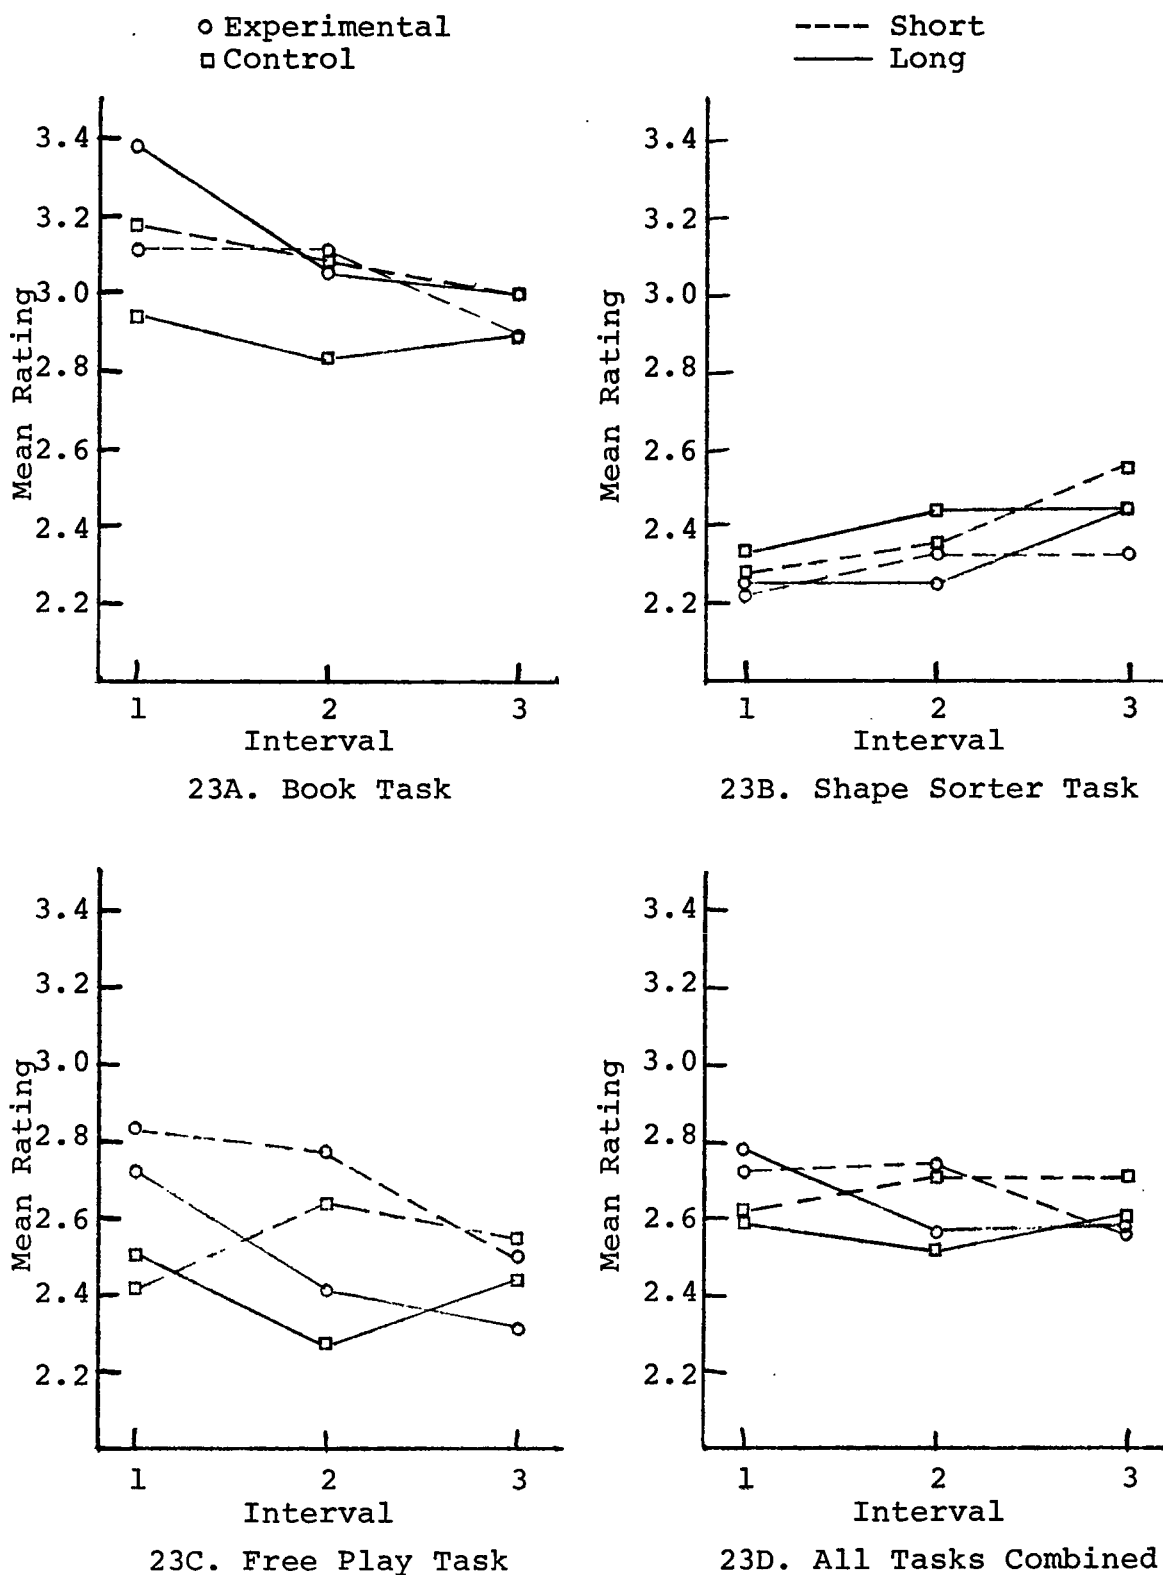 Experimental
Control
Short
Long
3.4
3.2
3.0
2.8
2.6
2.4
2.2
Mean Rating
1 2 3
Interval
23A. Book Task
3.4
3.2
3.0
2.8
2.6
2.4
2.2
Mean Rating
1 2 3
Interval
23B. Shape Sorter Task
3.4
3.2
3.0
2.8
2.6
2.4
2.2
Mean Rating
1 2 3
Interval
23C. Free Play Task
3.4
3.2
3.0
2.8
2.6
2.4
2.2
Mean Rating
1 2 3
Interval
23D. All Tasks Combined